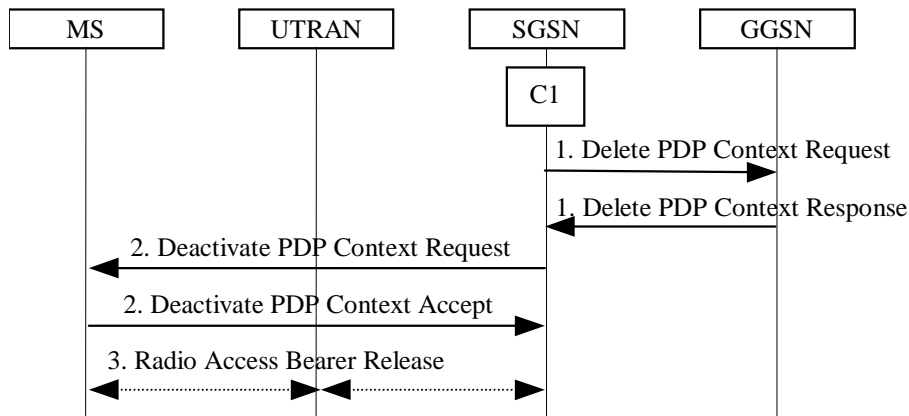 MS UTRAN SGSN GGSN
C1
1. Delete PDP Context Request
1. Delete PDP Context Response
2. Deactivate PDP Context Request
2. Deactivate PDP Context Accept
3. Radio Access Bearer Release